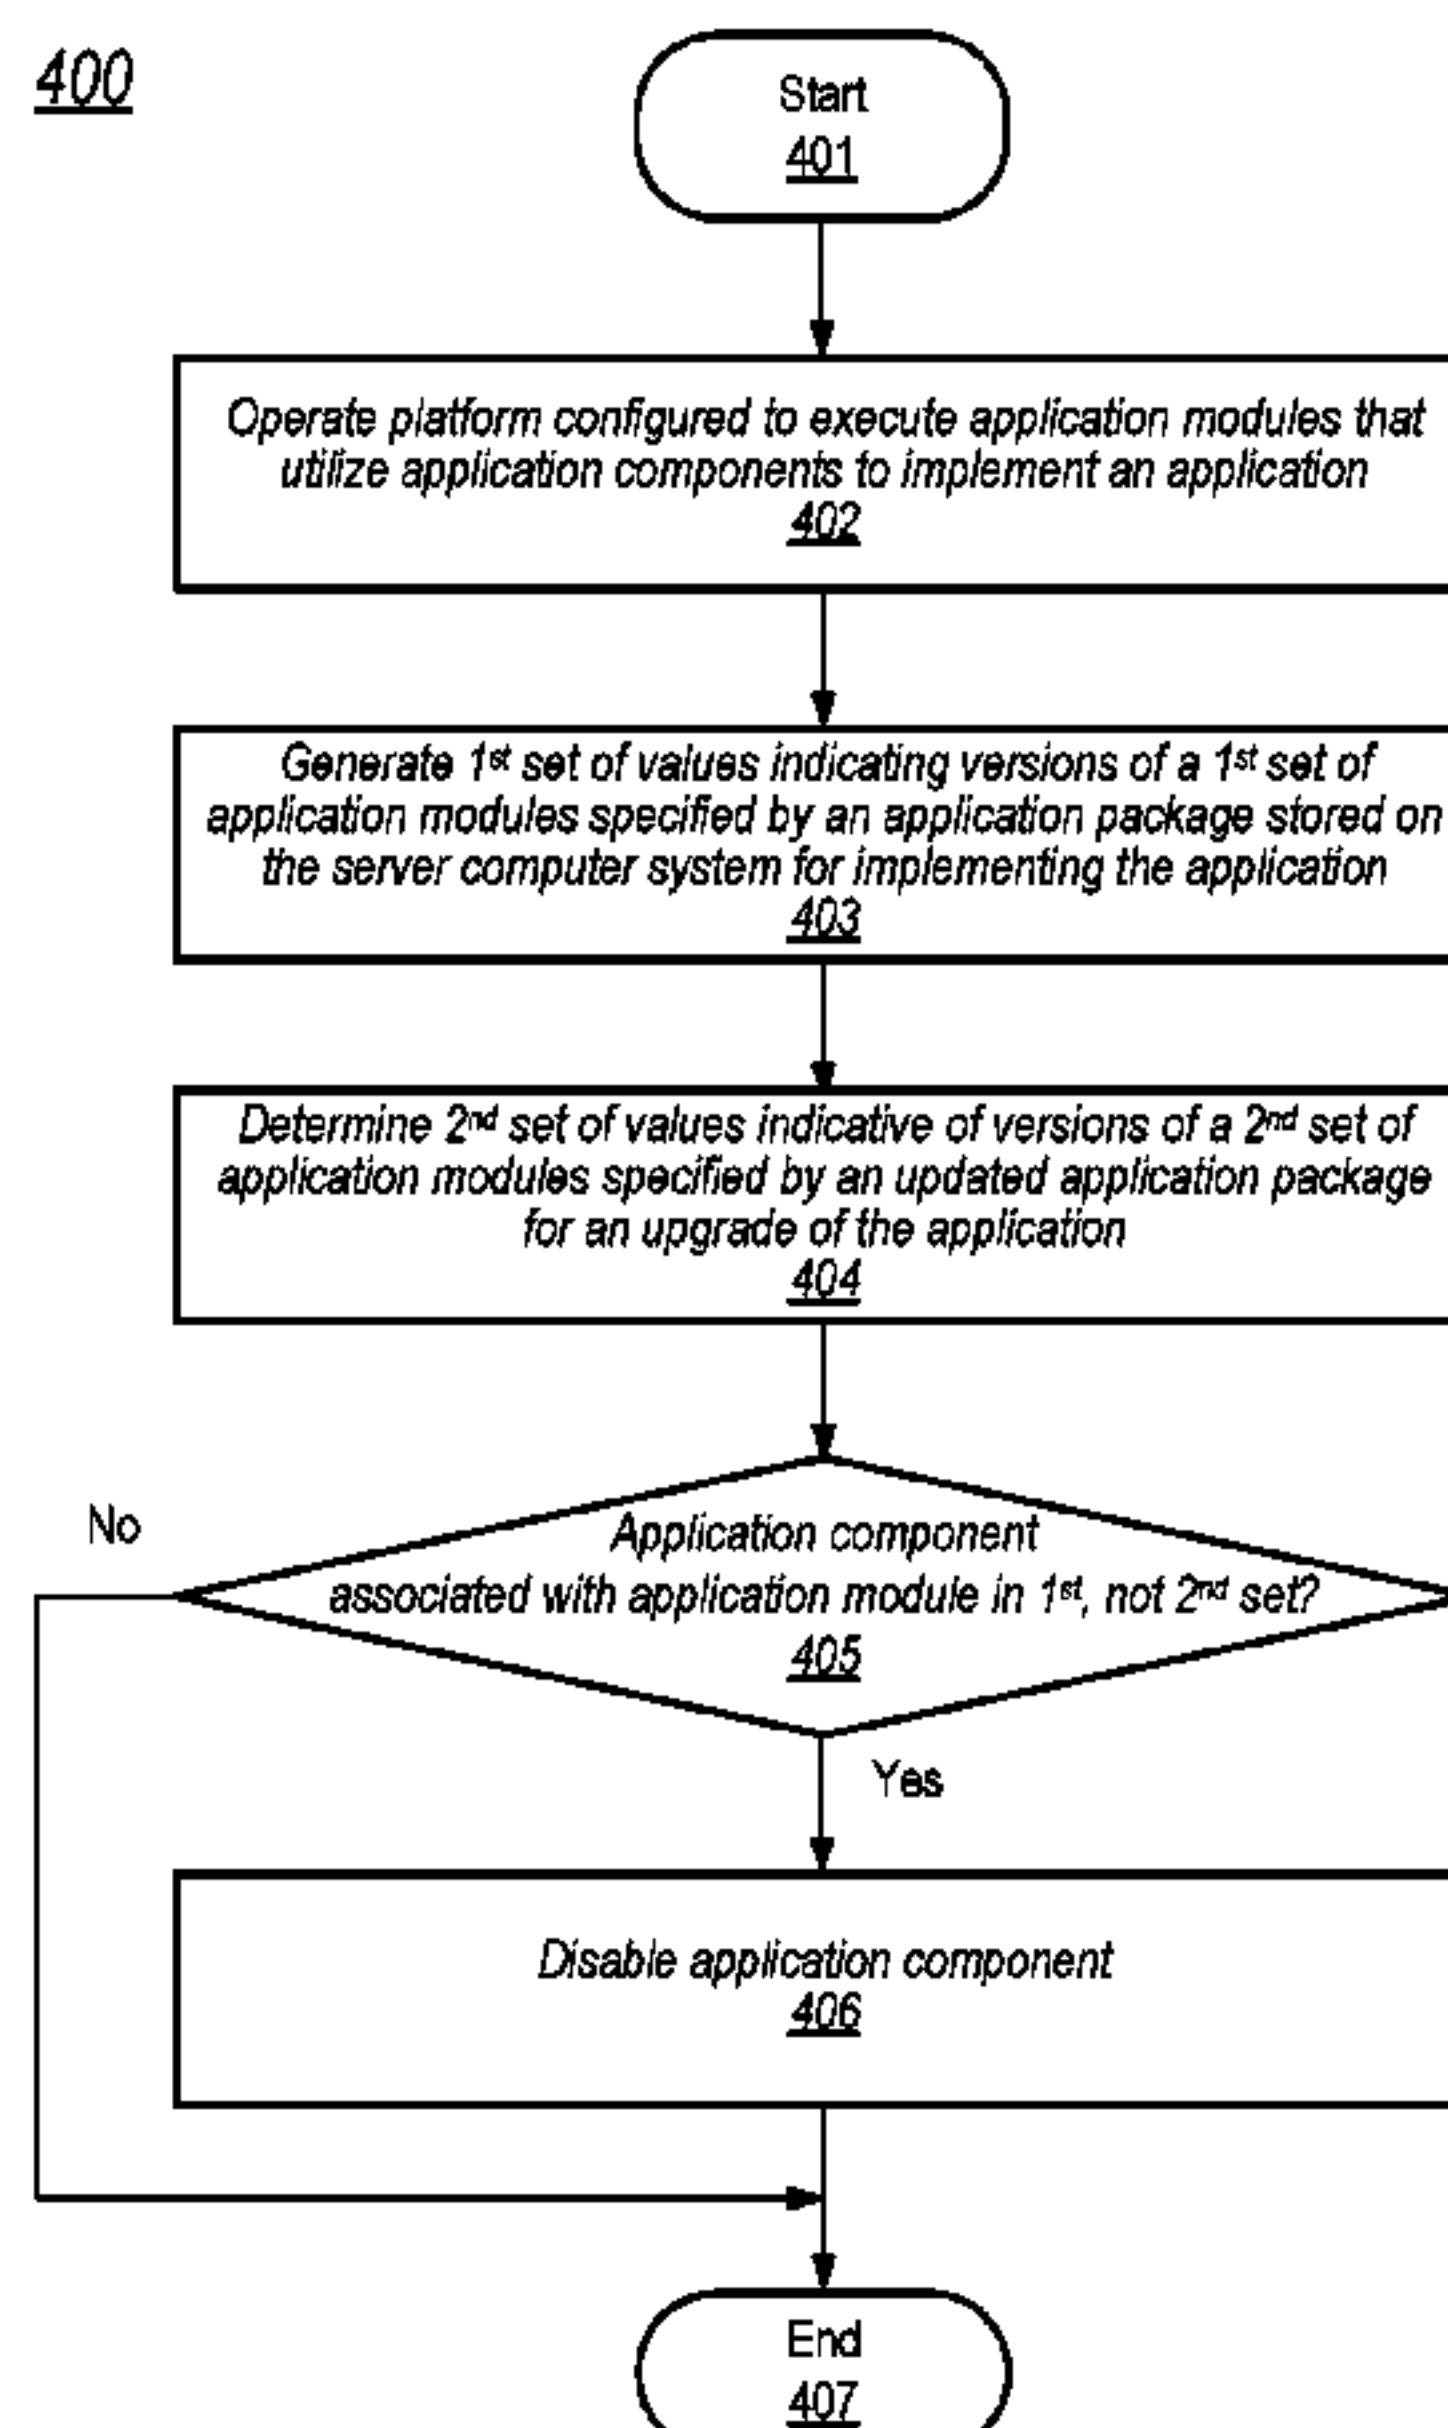 400
Start
401
Operate platform configured to execute application modules that
utilize application components to implement an application
402
Generate 1st set of values indicating versions of a 1st set of
application modules specified by an application package stored on
the server computer system for implementing the application
403
Determine 2nd set of values indicative of versions of a 2nd set of
application modules specified by an updated application package
for an upgrade of the application
404
No
Application component
associated with application module in 1st, not 2nd set?
405
Yes
Disable application component
406
End
407